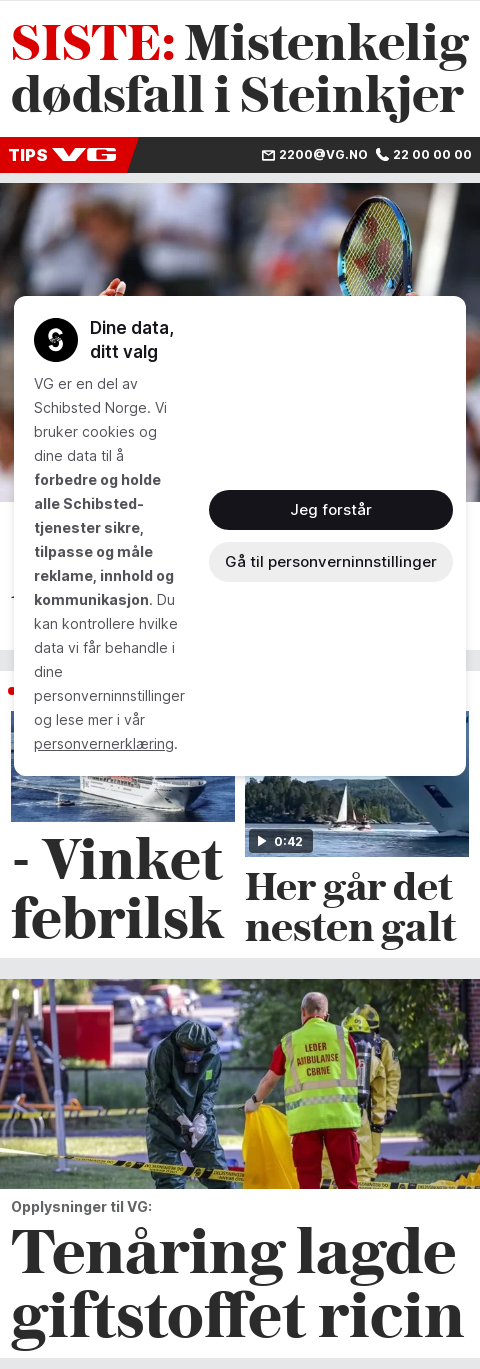 SISTE: Mistenkelig
dødsfall i Steinkjer
TIPS VG
2200@VG.NO 22 00 00 00
Dine data,
ditt valg
VG er en del av
Schibsted Norge. Vi
bruker cookies og
dine data til å
forbedre og holde
alle Schibsted-
tjenester sikre,
tilpasse og måle
reklame, innhold og
kommunikasjon. Du
kan kontrollere hvilke
data vi får behandle i
dine
personverninnstillinger
og lese mer i vår
personvernerklæring.
Jeg forstår
Gå til personverninnstillinger
- Vinket
febrilsk
0:42
Her går det
nesten galt
LEDER
AMBULANSE
CBRNE
Opplysninger til VG:
Tenåring lagde
giftstoffet ricin